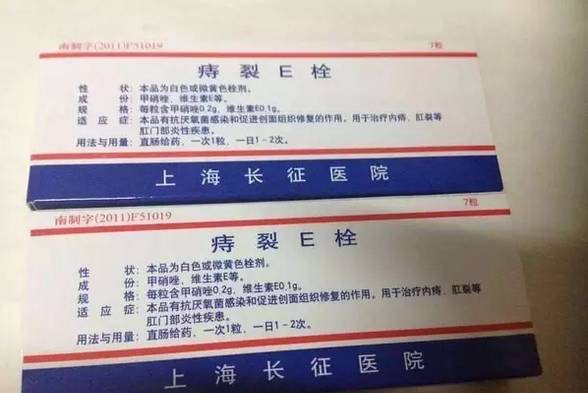 南制字(2011)F51019 7粒
痔裂E栓
性 状：本品为白色或微黄色栓剂。
成 份：甲硝唑、维生素E等。
规 格：每粒含甲硝唑0.2g、维生素E0.1g。
适 应 症：本品有抗厌氧菌感染和促进创面组织修复的作用。用于治疗内痔、肛裂等
肛门部炎性疾患。
用法与用量：直肠给药，一次1粒，一日1-2次。
上海长征医院
南制字(2011)F51019 7粒
痔裂E栓
性 状：本品为白色或微黄色栓剂。
成 份：甲硝唑、维生素E等。
规 格：每粒含甲硝唑0.2g、维生素E0.1g。
适 应 症：本品有抗厌氧菌感染和促进创面组织修复的作用。用于治疗内痔、肛裂等
肛门部炎性疾患。
用法与用量：直肠给药、一次1粒、一日1-2次。
上海长征医院